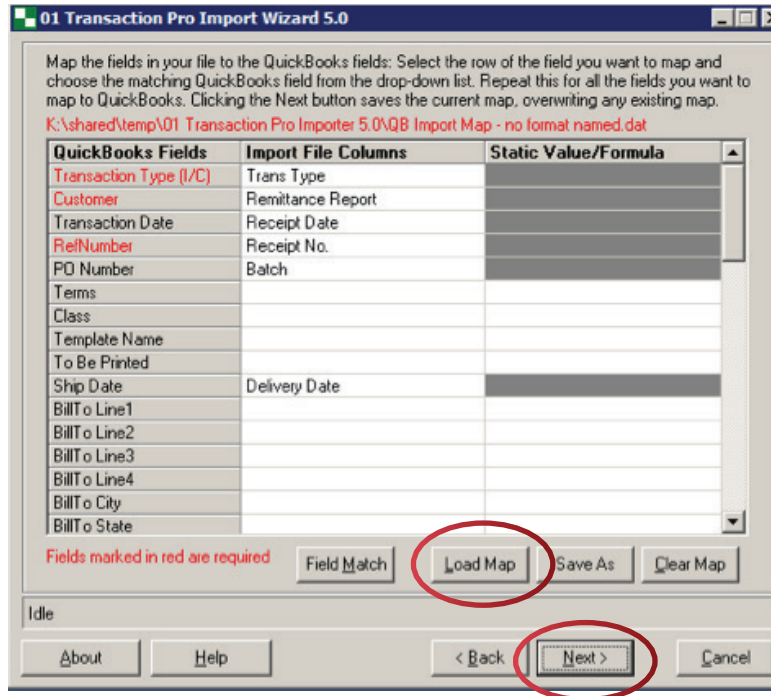 01 Transaction Pro Import Wizard 5.0
Map the fields in your file to the QuickBooks fields: Select the row of the field you want to map and
choose the matching QuickBooks field from the drop-down list. Repeat this for all the fields you want to
map to QuickBooks. Clicking the Next button saves the current map, overwriting any existing map.
K:\shared\temp\01 Transaction Pro Importer 5.0\QB Import Map - no format named.dat
QuickBooks Fields Import File Columns Static Value/Formula
Transaction Type (I/C) Trans Type
Customer Remittance Report
Transaction Date Receipt Date
RefNumber Receipt No.
PO Number Batch
Terms
Class
Template Name
To Be Printed
Ship Date Delivery Date
BillTo Line1
BillTo Line2
BillTo Line3
BillTo Line4
BillTo City
BillTo State
Fields marked in red are required Field Match Load Map Save As Clear Map
Idle
About Help < Back Next > Cancel